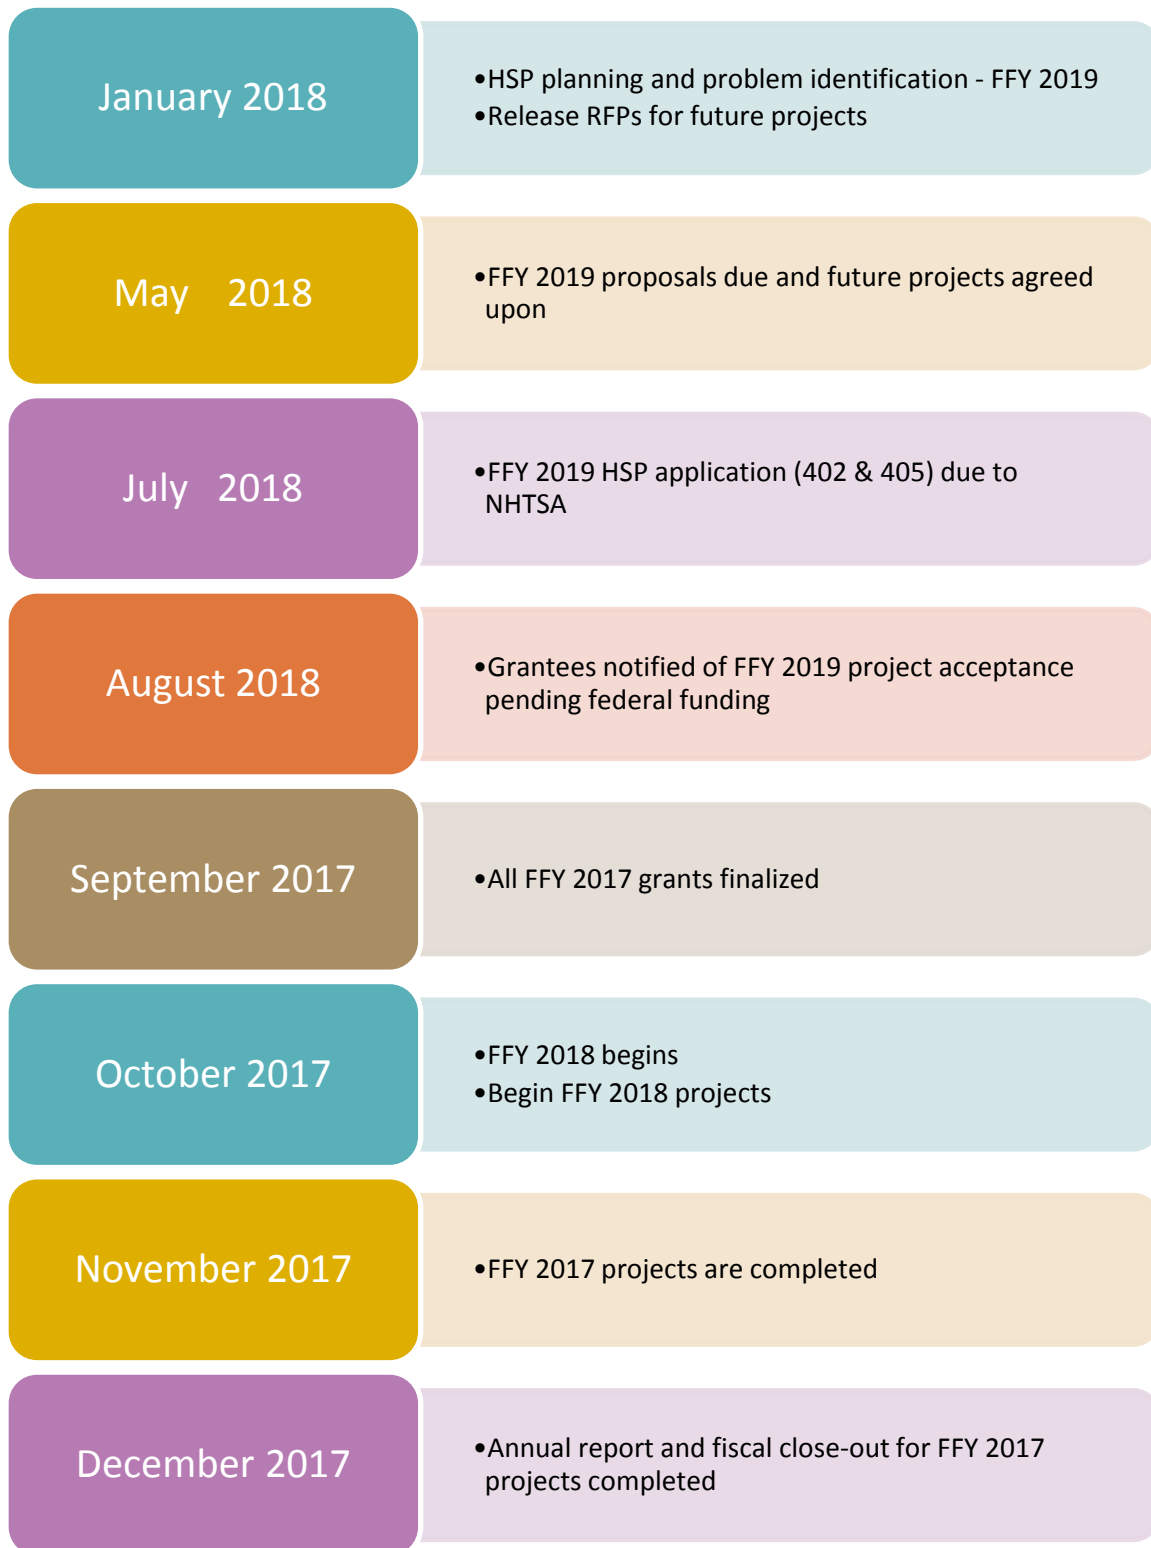 January 2018
•HSP planning and problem identification - FFY 2019
•Release RFPs for future projects
May 2018
•FFY 2019 proposals due and future projects agreed
upon
July 2018
•FFY 2019 HSP application (402 & 405) due to
NHTSA
August 2018
•Grantees notified of FFY 2019 project acceptance
pending federal funding
September 2017
•All FFY 2017 grants finalized
October 2017
•FFY 2018 begins
•Begin FFY 2018 projects
November 2017
•FFY 2017 projects are completed
December 2017
•Annual report and fiscal close-out for FFY 2017
projects completed